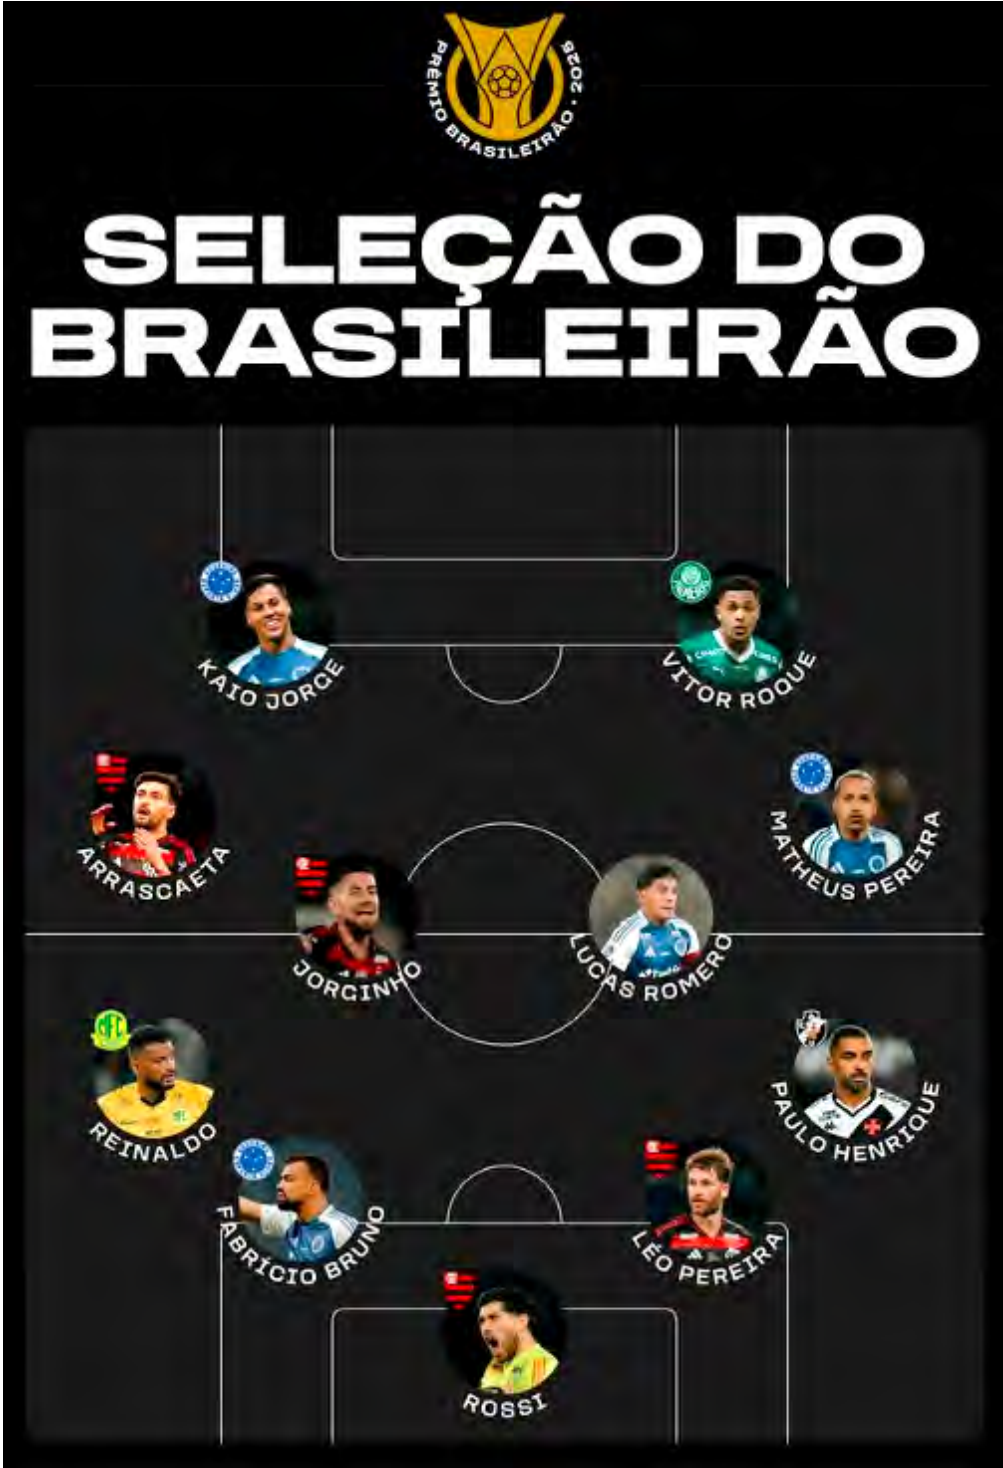 PRÊMIO BRASILEIRÃO · 2025
SELEÇÃO DO
BRASILEIRÃO
KAIO JORGE
VITOR ROQUE
ARRASCAETA
MATHEUS PEREIRA
JORGINHO
LUCAS ROMERO
MFC
REINALDO
PAULO HENRIQUE
FABRÍCIO BRUNO
LÉO PEREIRA
ROSSI